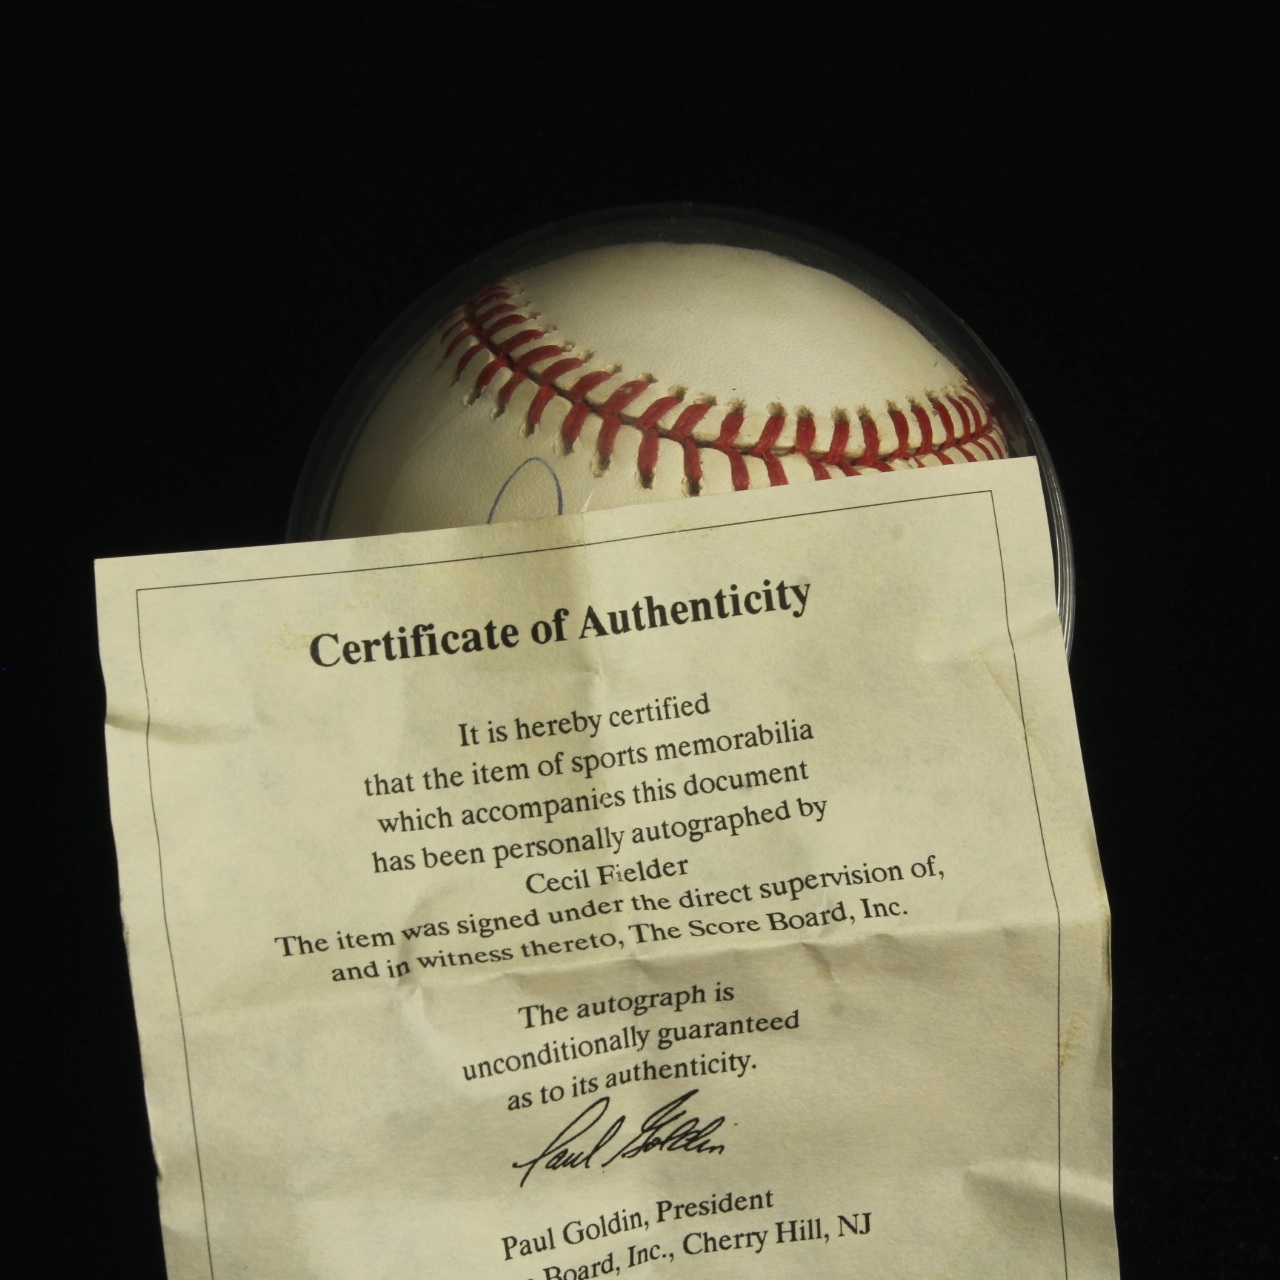 Certificate of Authenticity
It is hereby certified
that the item of sports memorabilia
which accompanies this document
has been personally autographed by
Cecil Fielder
The item was signed under the direct supervision of,
and in witness thereto, The Score Board, Inc.
The autograph is
unconditionally guaranteed
as to its authenticity.
Paul Goldin
Paul Goldin, President
Board, Inc., Cherry Hill, NJ